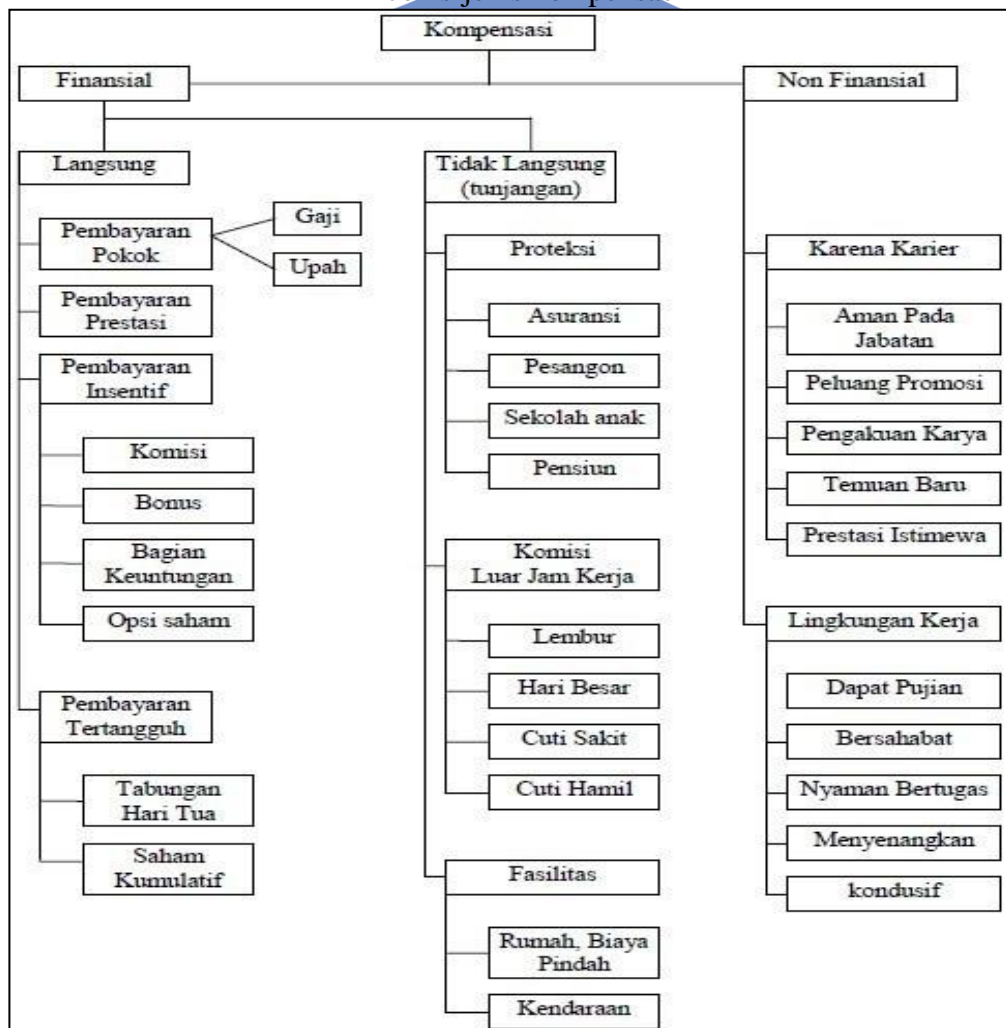 Kompensasi
Finansial
Non Finansial
Langsung
Tidak Langsung
(tunjangan)
Pembayaran
Pokok
Gaji
Upah
Pembayaran
Prestasi
Pembayaran
Insentif
Komisi
Bonus
Bagian
Keuntungan
Opsi saham
Pembayaran
Tertangguh
Tabungan
Hari Tua
Saham
Kumulatif
Proteksi
Asuransi
Pesangon
Sekolah anak
Pensiun
Komisi
Luar Jam Kerja
Lembur
Hari Besar
Cuti Sakit
Cuti Hamil
Fasilitas
Rumah, Biaya
Pindah
Kendaraan
Karena Karier
Aman Pada
Jabatan
Peluang Promosi
Pengakuan Karya
Temuan Baru
Prestasi Istimewa
Lingkungan Kerja
Dapat Pujian
Bersahabat
Nyaman Bertugas
Menyenangkan
kondusif